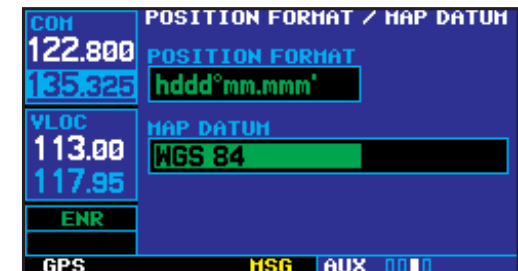 COM
122.800
135.325
VLOC
113.00
117.95
ENR
POSITION FORMAT / MAP DATUM
POSITION FORMAT
hddd°mm.mmm'
MAP DATUM
WGS 84
GPS MSG AUX